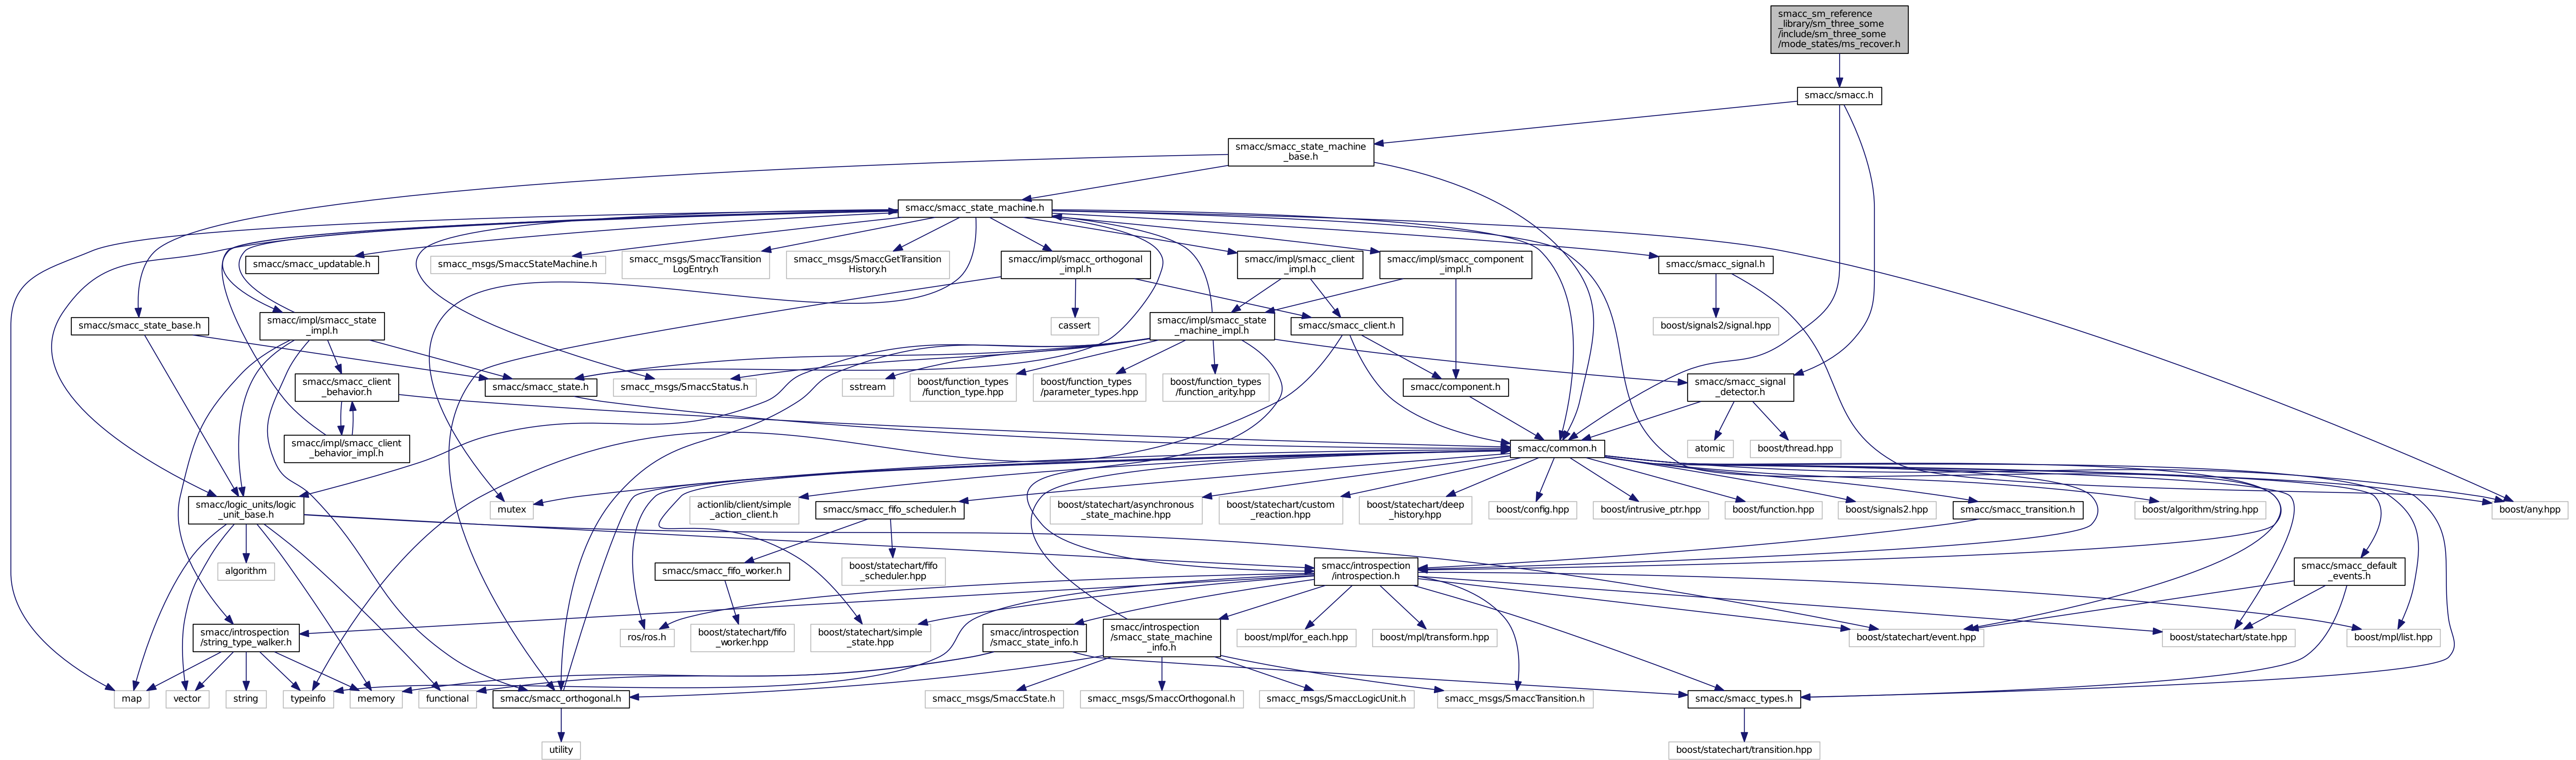 smacc_sm_reference
_library/sm_three_some
/include/sm_three_some
/mode_states/ms_recover.h
smacc/smacc.h
smacc/smacc_state_machine
_base.h
smacc/smacc_state_machine.h
smacc/smacc_updatable.h
smacc_msgs/SmaccStateMachine.h
smacc_msgs/SmaccTransition
LogEntry.h
smacc_msgs/SmaccGetTransition
History.h
smacc/impl/smacc_orthogonal
_impl.h
smacc/impl/smacc_client
_impl.h
smacc/impl/smacc_component
_impl.h
smacc/smacc_signal.h
smacc/smacc_state_base.h
smacc/impl/smacc_state
_impl.h
cassert
smacc/impl/smacc_state
_machine_impl.h
smacc/smacc_client.h
boost/signals2/signal.hpp
smacc/smacc_client
_behavior.h
smacc/smacc_state.h
smacc_msgs/SmaccStatus.h
sstream
boost/function_types
/function_type.hpp
boost/function_types
/parameter_types.hpp
boost/function_types
/function_arity.hpp
smacc/component.h
smacc/smacc_signal
_detector.h
smacc/impl/smacc_client
_behavior_impl.h
smacc/common.h
atomic
boost/thread.hpp
smacc/logic_units/logic
_unit_base.h
mutex
actionlib/client/simple
_action_client.h
smacc/smacc_fifo_scheduler.h
boost/statechart/asynchronous
_state_machine.hpp
boost/statechart/custom
_reaction.hpp
boost/statechart/deep
_history.hpp
boost/config.hpp
boost/intrusive_ptr.hpp
boost/function.hpp
boost/signals2.hpp
smacc/smacc_transition.h
boost/algorithm/string.hpp
boost/any.hpp
algorithm
smacc/smacc_fifo_worker.h
boost/statechart/fifo
_scheduler.hpp
smacc/introspection
/introspection.h
smacc/smacc_default
_events.h
smacc/introspection
/string_type_walker.h
ros/ros.h
boost/statechart/fifo
_worker.hpp
boost/statechart/simple
_state.hpp
smacc/introspection
/smacc_state_info.h
smacc/introspection
/smacc_state_machine
_info.h
boost/mpl/for_each.hpp
boost/mpl/transform.hpp
boost/statechart/event.hpp
boost/statechart/state.hpp
boost/mpl/list.hpp
map
vector
string
typeinfo
memory
functional
smacc/smacc_orthogonal.h
smacc_msgs/SmaccState.h
smacc_msgs/SmaccOrthogonal.h
smacc_msgs/SmaccLogicUnit.h
smacc_msgs/SmaccTransition.h
smacc/smacc_types.h
utility
boost/statechart/transition.hpp